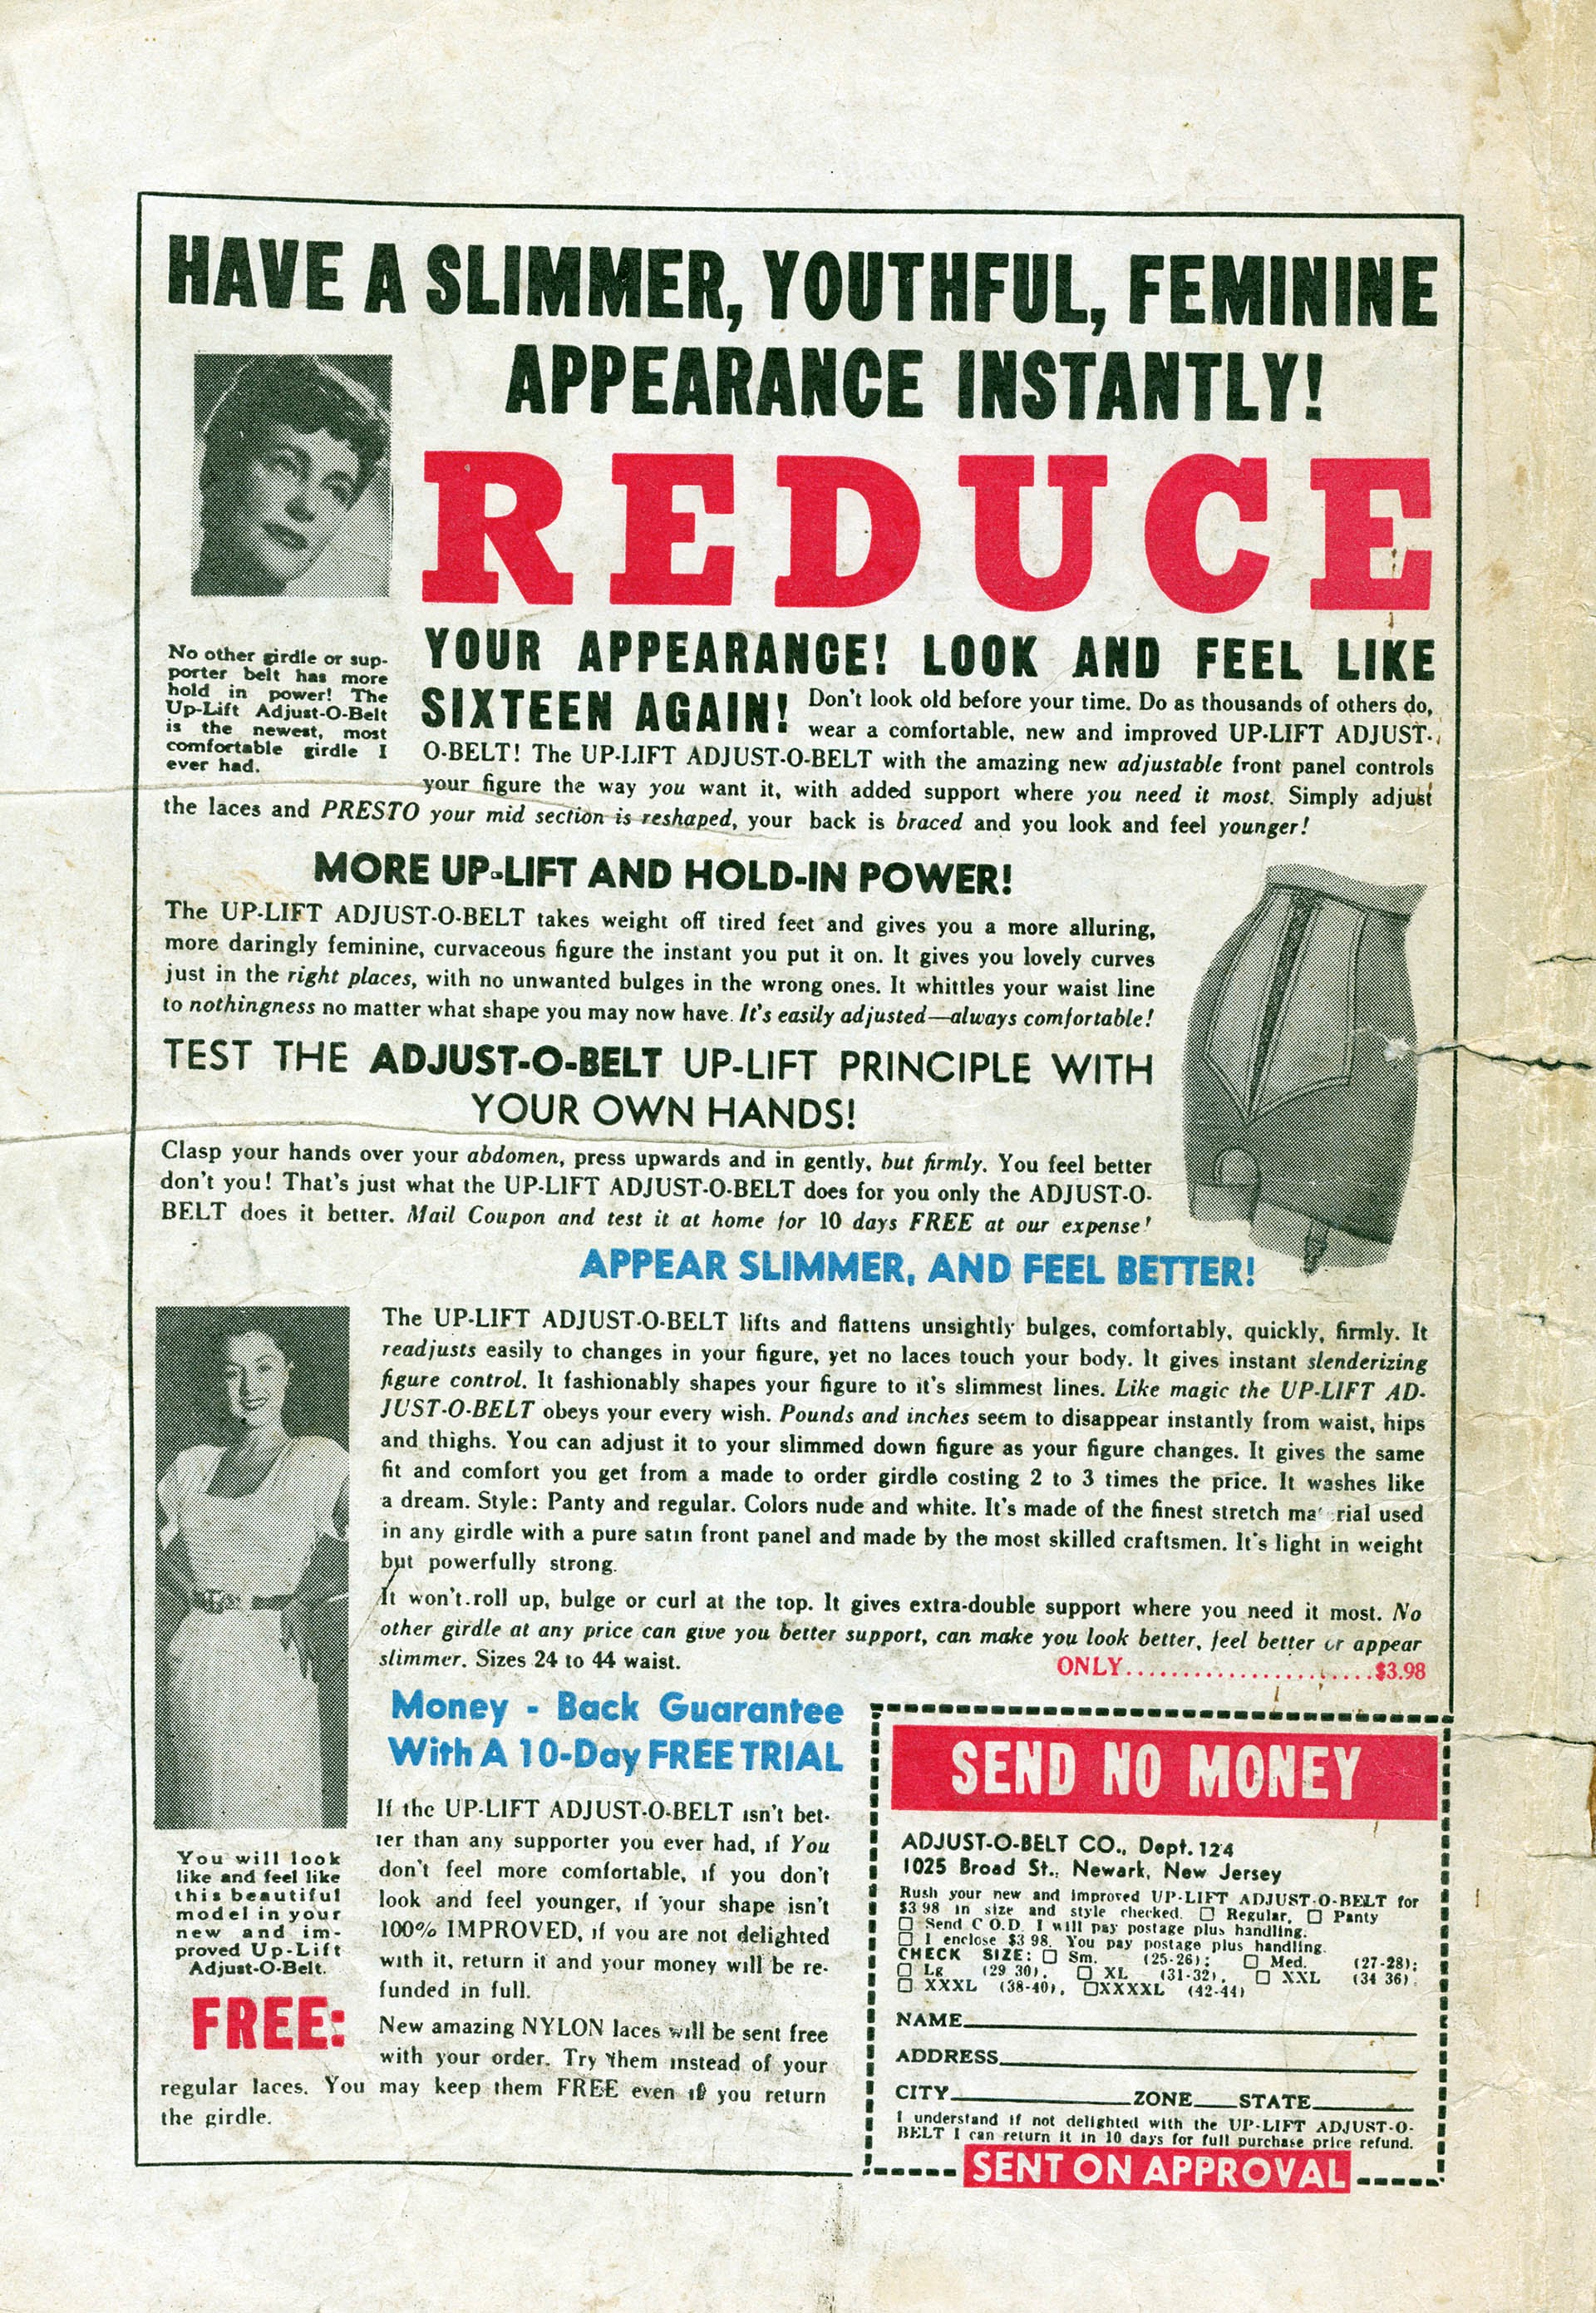 HAVE A SLIMMER, YOUTHFUL, FEMININE
APPEARANCE INSTANTLY!
REDUCE
YOUR APPEARANCE! LOOK AND FEEL LIKE
SIXTEEN AGAIN! Don't look old before your time. Do as thousands of others do,
wear a comfortable, new and improved UP-LIFT ADJUST-
O-BELT! The UP-LIFT ADJUST-O-BELT with the amazing new adjustable front panel controls
your figure the way you want it, with added support where you need it most. Simply adjust
the laces and PRESTO your mid section is reshaped, your back is braced and you look and feel younger!
No other girdle or sup-
porter belt has more
hold in power! The
Up-Lift Adjust-O-Belt
is the newest, most
comfortable girdle I
ever had.
MORE UP-LIFT AND HOLD-IN POWER!
The UP-LIFT ADJUST-O-BELT takes weight off tired feet and gives you a more alluring,
more daringly feminine, curvaceous figure the instant you put it on. It gives you lovely curves
just in the right places, with no unwanted bulges in the wrong ones. It whittles your waist line
to nothingness no matter what shape you may now have. It's easily adjusted—always comfortable!
TEST THE ADJUST-O-BELT UP-LIFT PRINCIPLE WITH
YOUR OWN HANDS!
Clasp your hands over your abdomen, press upwards and in gently, but firmly. You feel better
don't you! That's just what the UP-LIFT ADJUST-O-BELT does for you only the ADJUST-O-
BELT does it better. Mail Coupon and test it at home for 10 days FREE at our expense!
APPEAR SLIMMER, AND FEEL BETTER!
The UP-LIFT ADJUST-O-BELT lifts and flattens unsightly bulges, comfortably, quickly, firmly. It
readjusts easily to changes in your figure, yet no laces touch your body. It gives instant slenderizing
figure control. It fashionably shapes your figure to it's slimmest lines. Like magic the UP-LIFT AD-
JUST-O-BELT obeys your every wish. Pounds and inches seem to disappear instantly from waist, hips
and thighs. You can adjust it to your slimmed down figure as your figure changes. It gives the same
fit and comfort you get from a made to order girdle costing 2 to 3 times the price. It washes like
a dream. Style: Panty and regular. Colors nude and white. It's made of the finest stretch ma rial used
in any girdle with a pure satin front panel and made by the most skilled craftsmen. It's light in weight
but powerfully strong.
It won't roll up, bulge or curl at the top. It gives extra-double support where you need it most. No
other girdle at any price can give you better support, can make you look better, feel better or appear
slimmer. Sizes 24 to 44 waist.
ONLY......................$3.98
You will look
like and feel like
this beautiful
model in your
new and im-
proved Up-Lift
Adjust-O-Belt.
Money - Back Guarantee
With A 10-Day FREE TRIAL
If the UP-LIFT ADJUST-O-BELT isn't bet-
ter than any supporter you ever had, if You
don't feel more comfortable, if you don't
look and feel younger, if your shape isn't
100% IMPROVED, if you are not delighted
with it, return it and your money will be re-
funded in full.
FREE: New amazing NYLON laces will be sent free
with your order. Try them instead of your
regular laces. You may keep them FREE even if you return
the girdle.
SEND NO MONEY
ADJUST-O-BELT CO., Dept. 124
1025 Broad St., Newark, New Jersey
Rush your new and improved UP-LIFT ADJUST-O-BELT for
$3 98 in size and style checked. ☐ Regular, ☐ Panty
☐ Send C O.D. I will pay postage plus handling.
☐ I enclose $3 98. You pay postage plus handling.
CHECK SIZE: ☐ Sm. (25-26); ☐ Med. (27-28);
☐ Lg (29 30), ☐ XL (31-32), ☐ XXL (34 36);
☐ XXXL (38-40), ☐XXXXL (42-44)
NAME
ADDRESS
CITY ZONE STATE
I understand if not delighted with the UP-LIFT ADJUST-O-
BELT I can return it in 10 days for full purchase price refund.
SENT ON APPROVAL